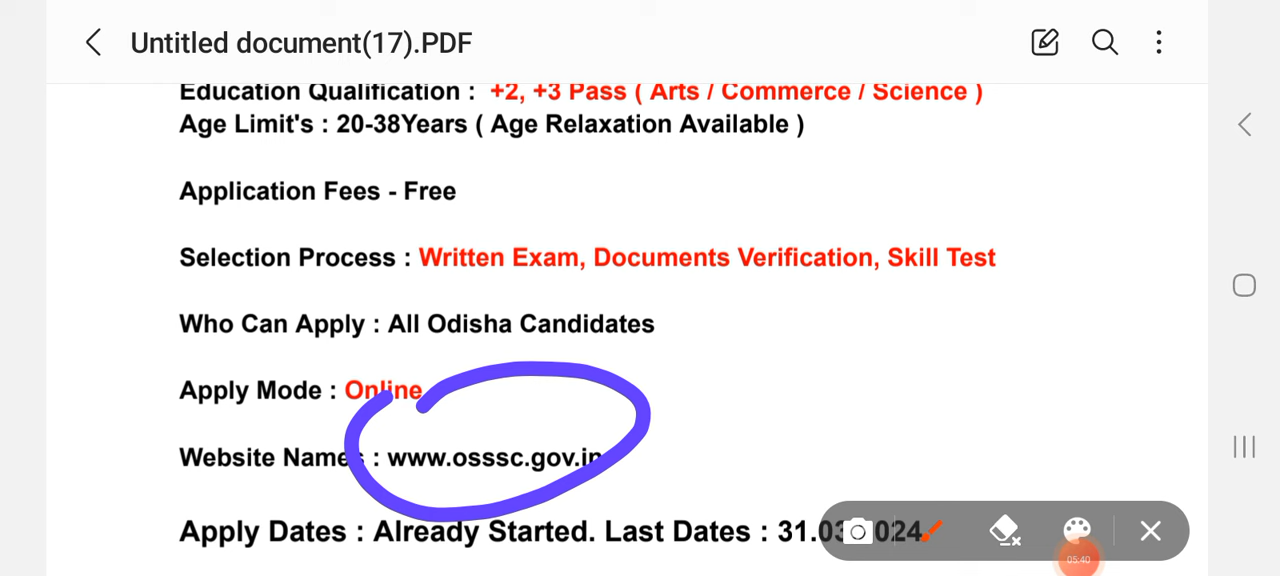 Untitled document(17).PDF
Education Qualification : +2, +3 Pass ( Arts / Commerce / Science )
Age Limit's : 20-38Years ( Age Relaxation Available )
Application Fees - Free
Selection Process : Written Exam, Documents Verification, Skill Test
Who Can Apply : All Odisha Candidates
Apply Mode : Online
Website Names : www.osssc.gov.in
Apply Dates : Already Started. Last Dates :
05:40